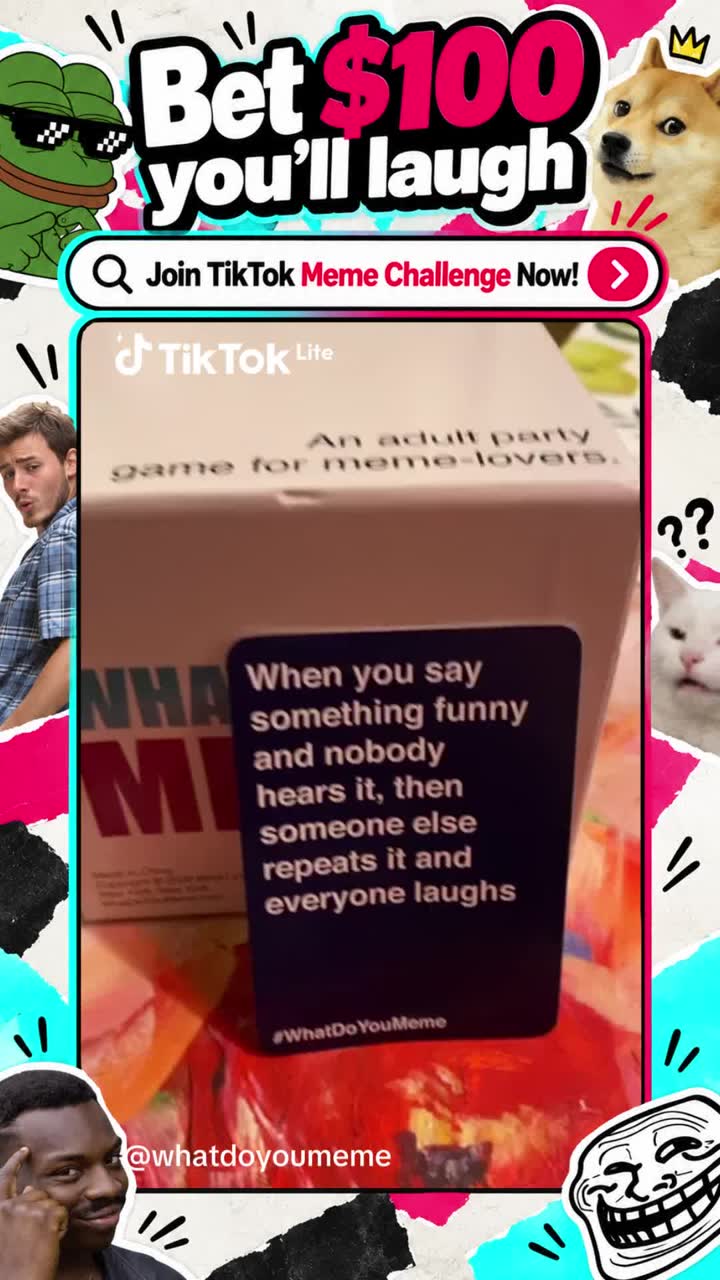 Bet $100
you'll laugh
Join TikTok Meme Challenge Now!
TikTok Lite
An adult party
game for meme-lovers.
WHA
ME
When you say
something funny
and nobody
hears it, then
someone else
repeats it and
everyone laughs
#WhatDoYouMeme
@whatdoyoumeme
??